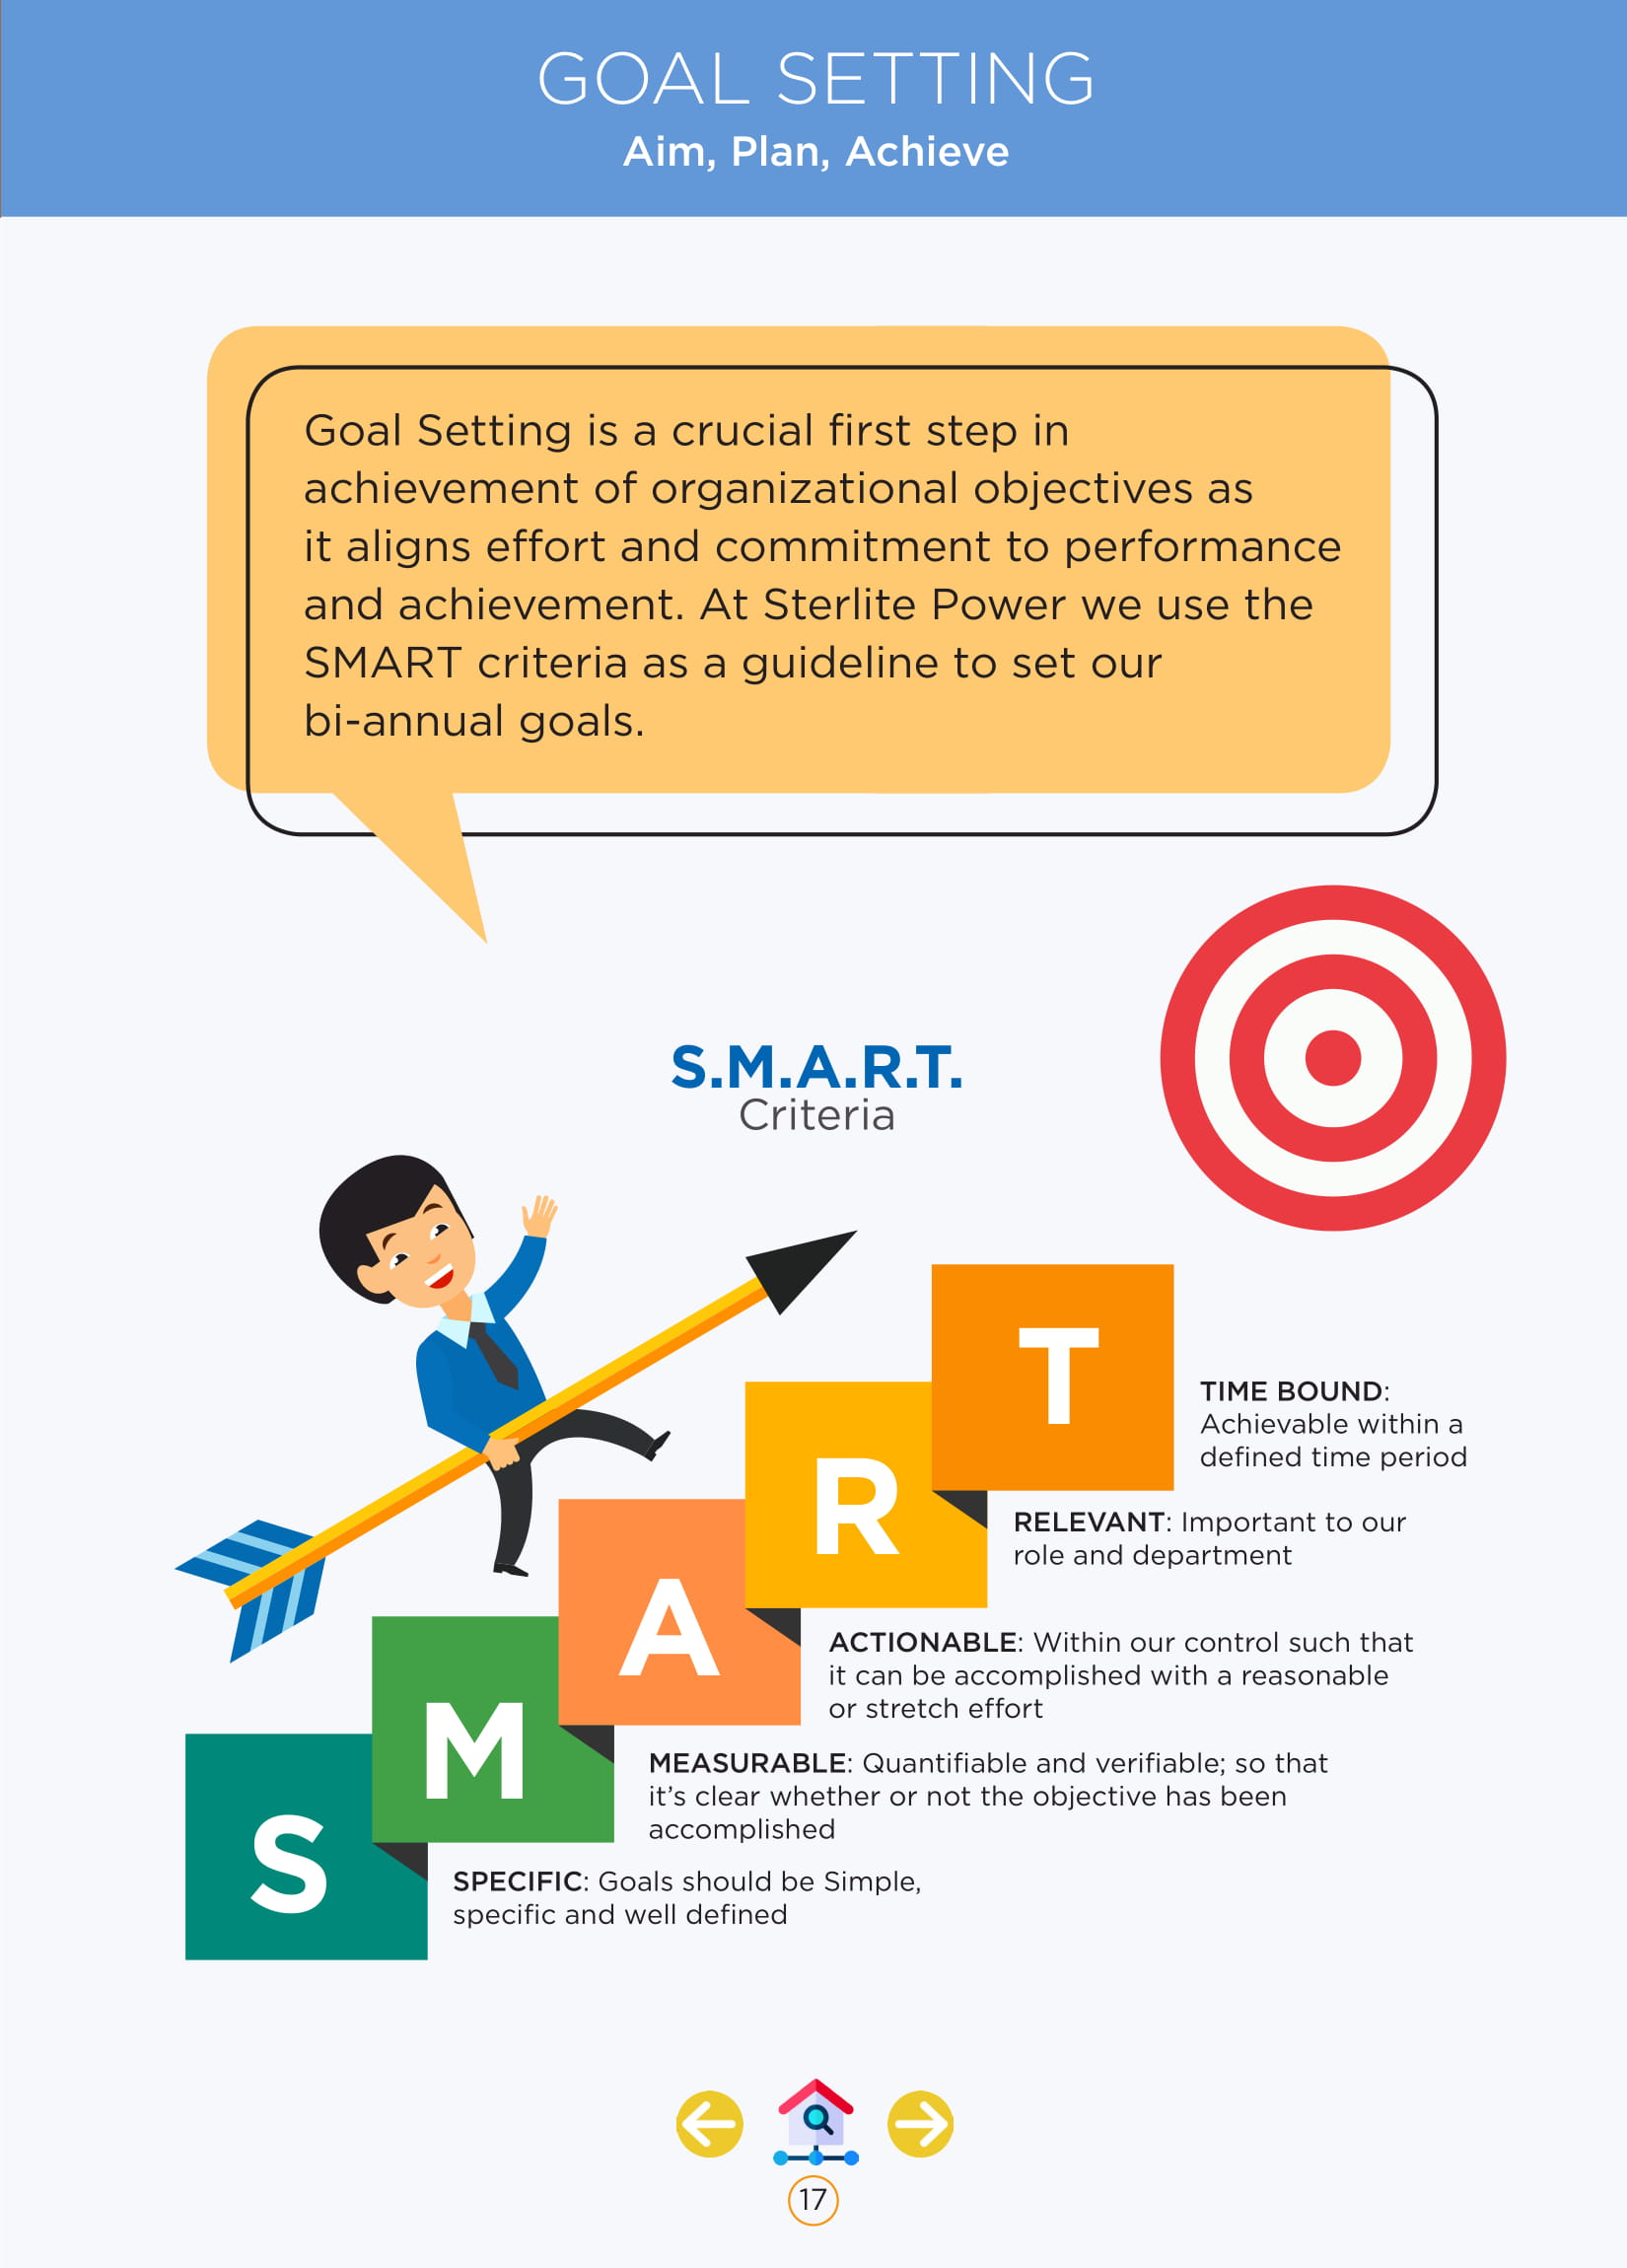 GOAL SETTING
Aim, Plan, Achieve
Goal Setting is a crucial first step in
achievement of organizational objectives as
it aligns effort and commitment to performance
and achievement. At Sterlite Power we use the
SMART criteria as a guideline to set our
bi-annual goals.
S.M.A.R.T.
Criteria
T
TIME BOUND:
Achievable within a
defined time period
R
RELEVANT: Important to our
role and department
A
ACTIONABLE: Within our control such that
it can be accomplished with a reasonable
or stretch effort
M
MEASURABLE: Quantifiable and verifiable; so that
it's clear whether or not the objective has been
accomplished
S
SPECIFIC: Goals should be Simple,
specific and well defined
17